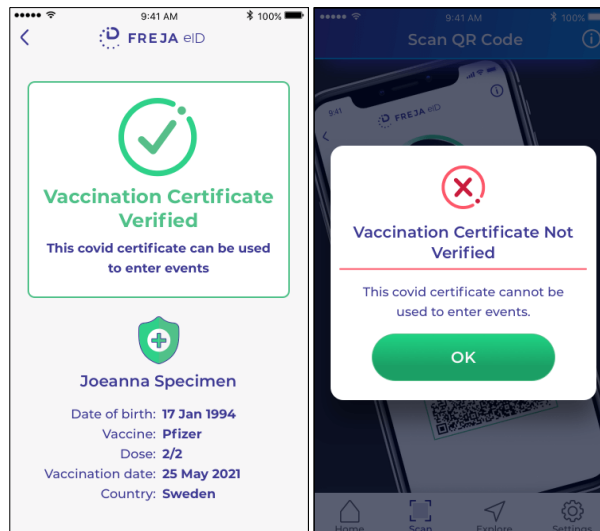 9:41 AM
100%
FREJA eID
Vaccination Certificate
Verified
This covid certificate can be used
to enter events
Joeanna Specimen
Date of birth: 17 Jan 1994
Vaccine: Pfizer
Dose: 2/2
Vaccination date: 25 May 2021
Country: Sweden
9:41 AM
100%
Scan QR Code
9:41
FREJA eID
Vaccination Certificate Not
Verified
This covid certificate cannot be
used to enter events.
OK
Home
Scan
Explore
Settings